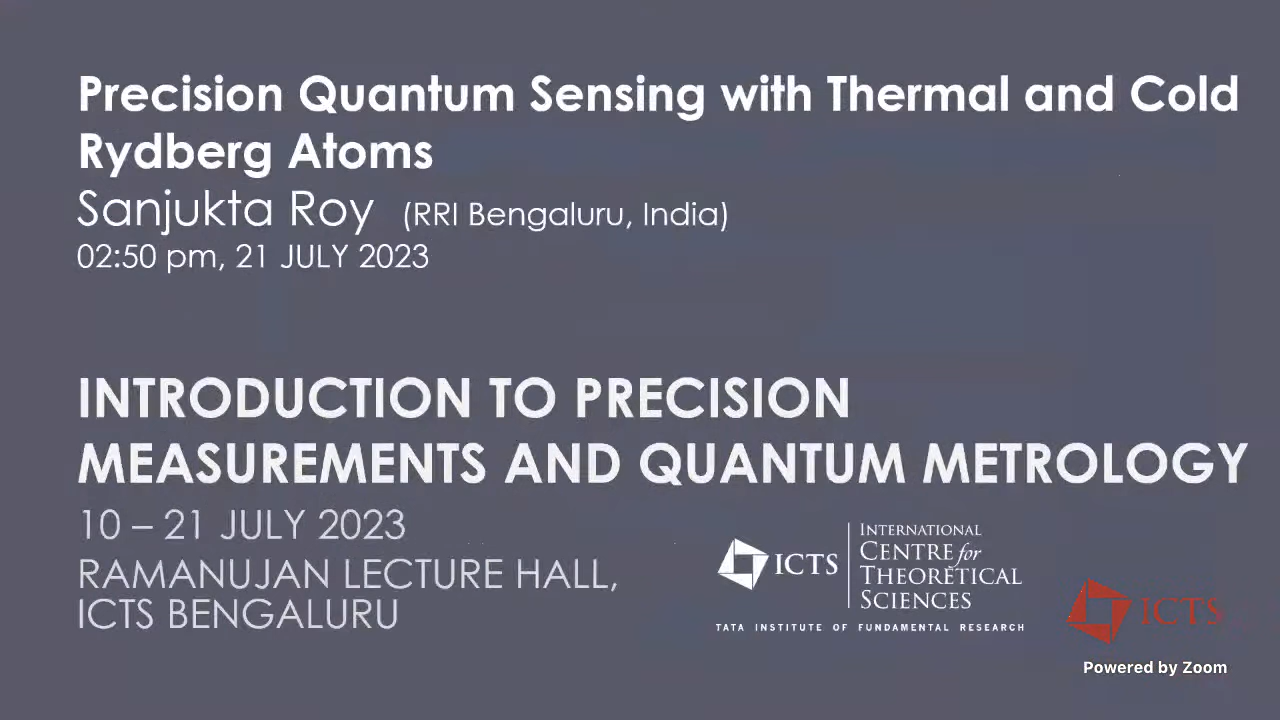 Precision Quantum Sensing with Thermal and Cold
Rydberg Atoms
Sanjukta Roy (RRI Bengaluru, India)
02:50 pm, 21 JULY 2023
INTRODUCTION TO PRECISION
MEASUREMENTS AND QUANTUM METROLOGY
10 – 21 JULY 2023
RAMANUJAN LECTURE HALL,
ICTS BENGALURU
ICTS
INTERNATIONAL
CENTRE for
THEORETICAL
SCIENCES
TATA INSTITUTE OF FUNDAMENTAL RESEARCH
ICTS
Powered by Zoom